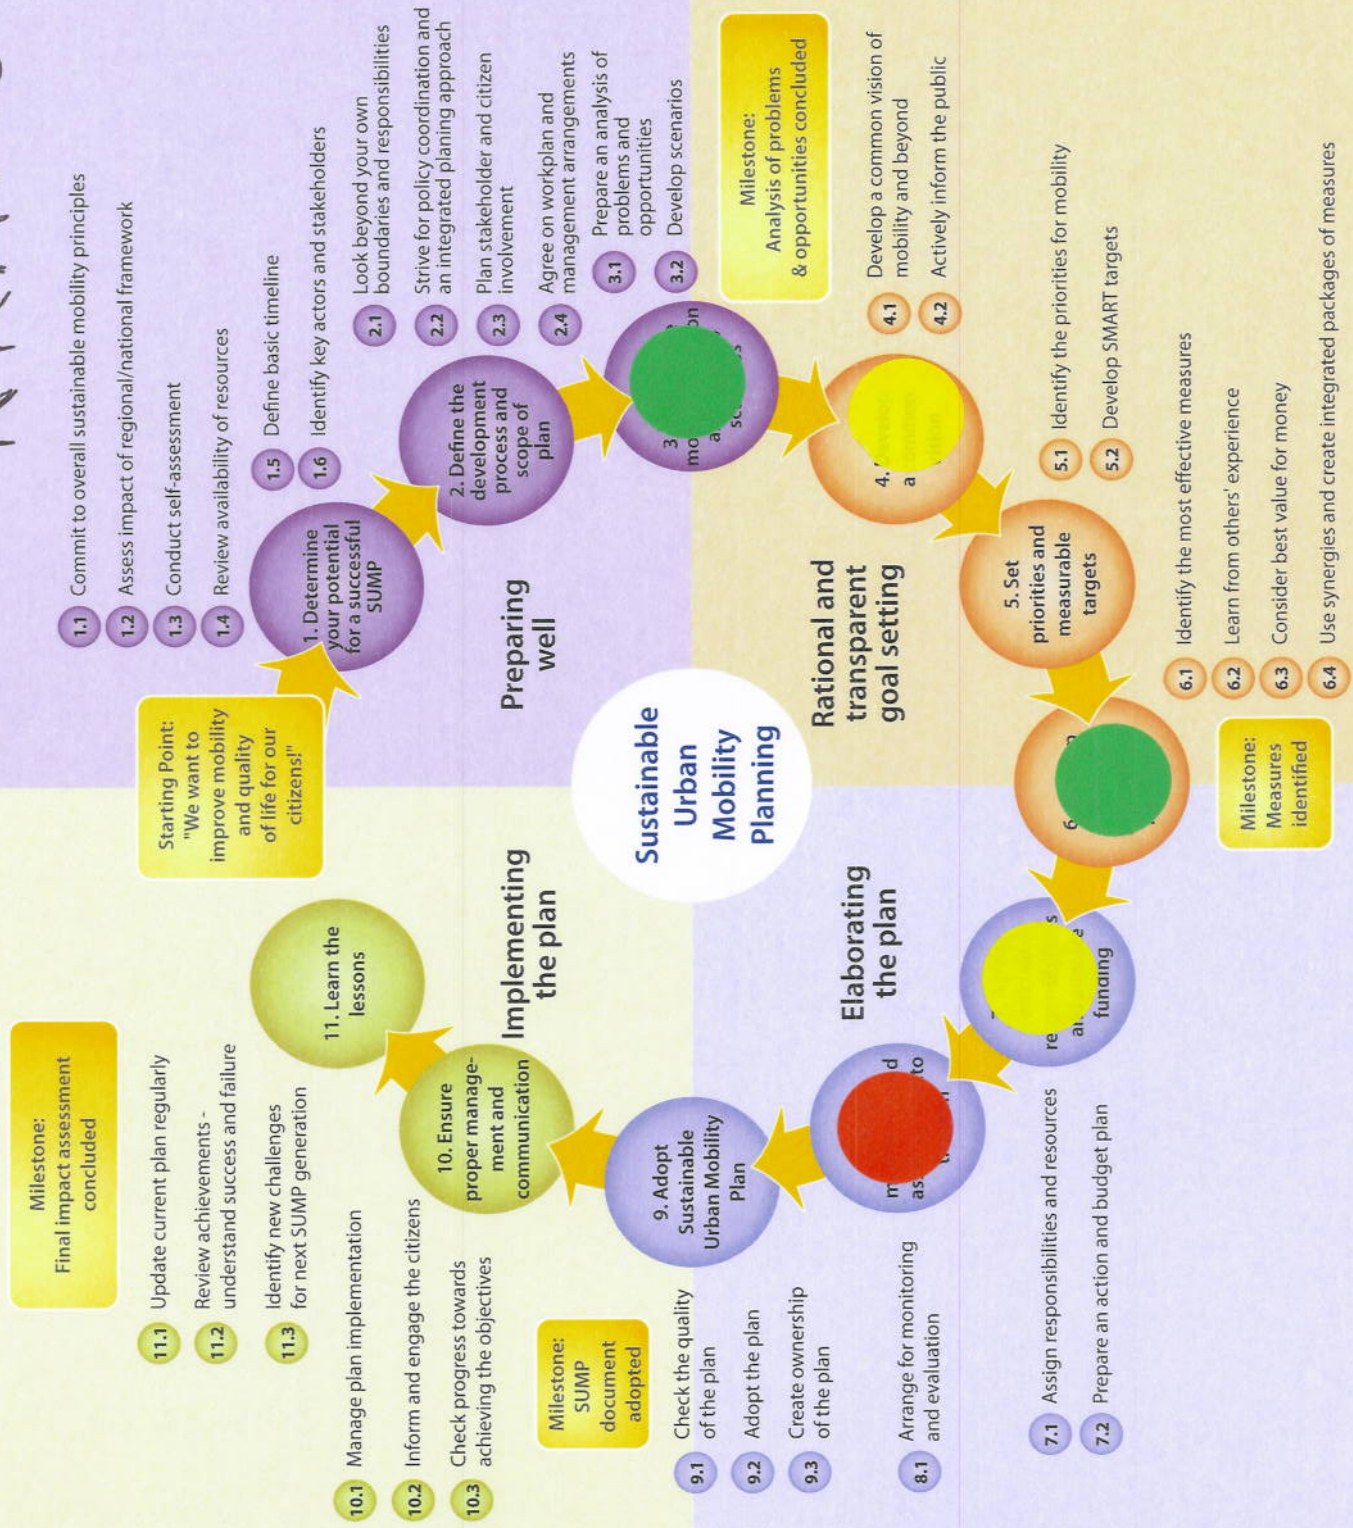 Sustainable
Urban
Mobility
Planning
Starting Point:
"We want to
improve mobility
and quality
of life for our
citizens!"
Preparing
well
1. Determine
your potential
for a successful
SUMP
1.1 Commit to overall sustainable mobility principles
1.2 Assess impact of regional/national framework
1.3 Conduct self-assessment
1.4 Review availability of resources
1.5 Define basic timeline
1.6 Identify key actors and stakeholders
2. Define the
development
process and
scope of
plan
2.1 Look beyond your own
boundaries and responsibilities
2.2 Strive for policy coordination and
an integrated planing approach
2.3 Plan stakeholder and citizen
involvement
2.4 Agree on workplan and
management arrangements
3
3.1 Prepare an analysis of
problems and
opportunities
3.2 Develop scenarios
Milestone:
Analysis of problems
& opportunities concluded
Rational and
transparent
goal setting
4.
a
4.1 Develop a common vision of
mobility and beyond
4.2 Actively inform the public
5. Set
priorities and
measurable
targets
5.1 Identify the priorities for mobility
5.2 Develop SMART targets
6
6.1 Identify the most effective measures
6.2 Learn from others' experience
6.3 Consider best value for money
6.4 Use synergies and create integrated packages of measures
Milestone:
Measures
identified
Elaborating
the plan
funding
7.1 Assign responsibilities and resources
7.2 Prepare an action and budget plan
to
8.1 Arrange for monitoring
and evaluation
9. Adopt
Sustainable
Urban Mobility
Plan
9.1 Check the quality
of the plan
9.2 Adopt the plan
9.3 Create ownership
of the plan
Milestone:
SUMP
document
adopted
Implementing
the plan
10. Ensure
proper manage-
ment and
communication
10.1 Manage plan implementation
10.2 Inform and engage the citizens
10.3 Check progress towards
achieving the objectives
11. Learn the
lessons
11.1 Update current plan regularly
11.2 Review achievements -
understand success and failure
11.3 Identify new challenges
for next SUMP generation
Milestone:
Final impact assessment
concluded